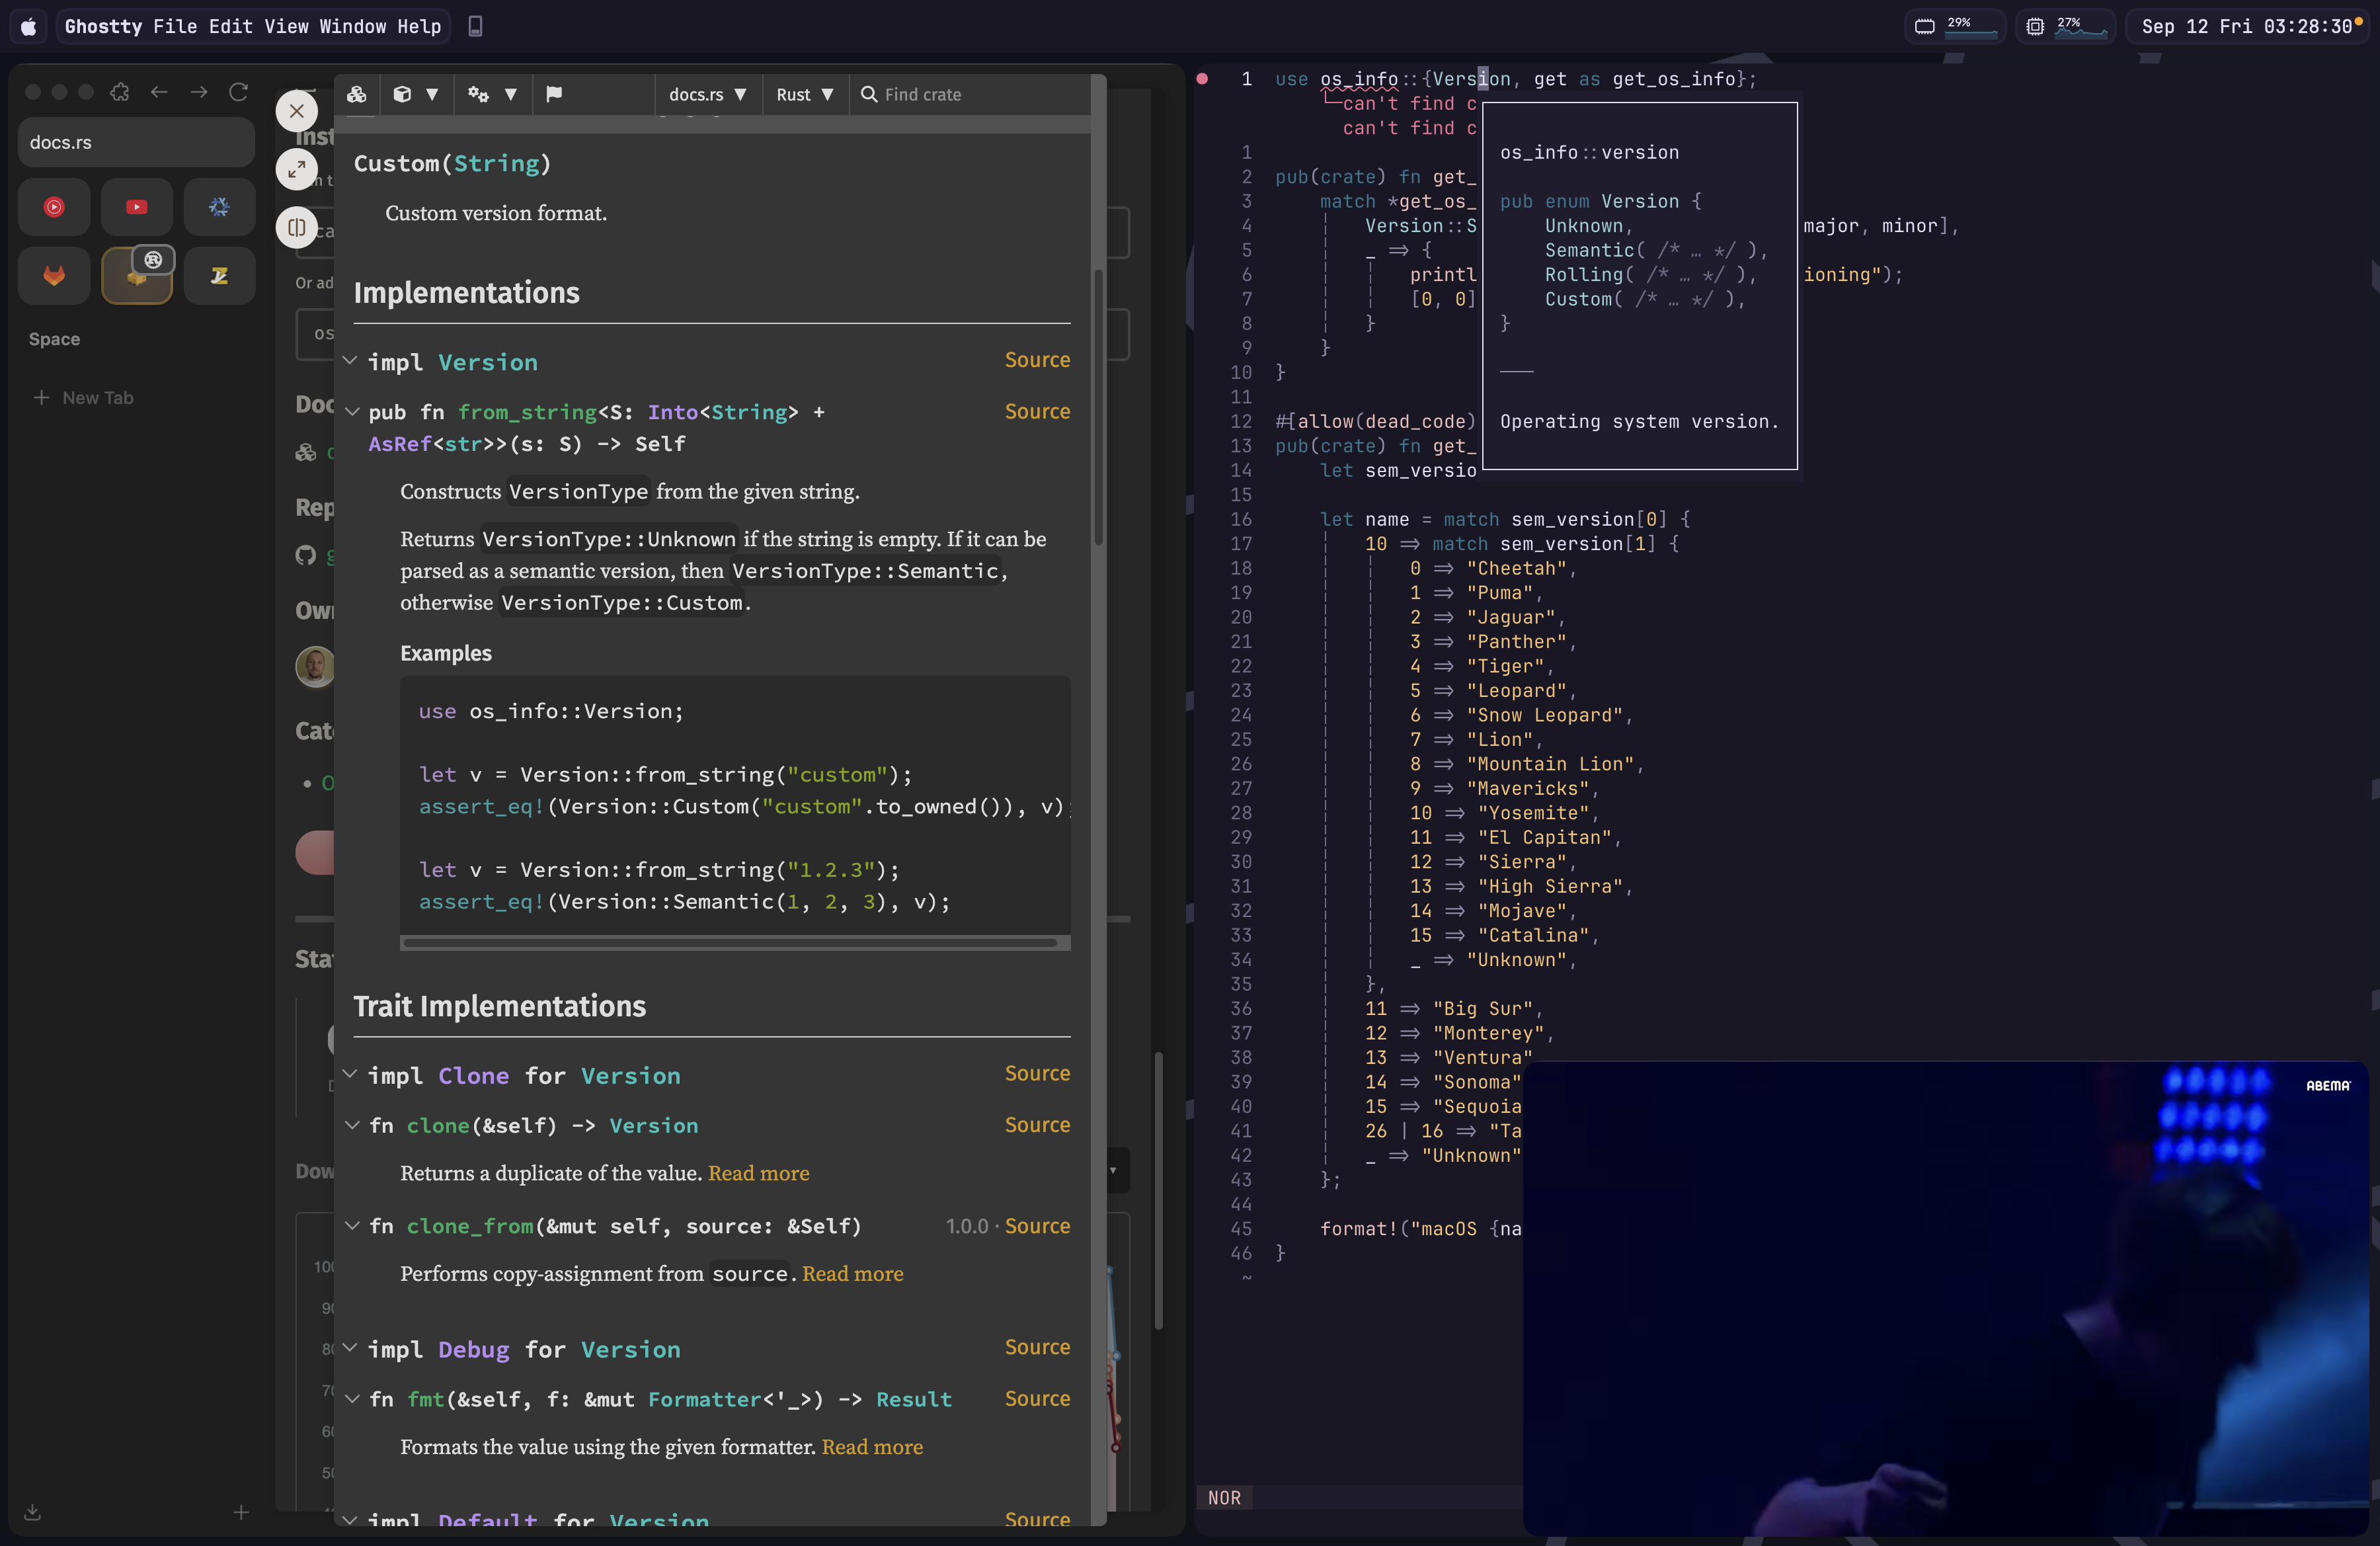 Ghostty File Edit View Window Help
29%
27%
Sep 12 Fri 03:28:30
docs.rs
Space
New Tab
Inst
Or ad
os
Doc
Rep
Own
Cate
Sta
Dow
docs.rs
Rust
Find crate
Custom(String)
Custom version format.
Implementations
impl Version
Source
pub fn from_string<S: Into<String> +
Source
AsRef<str>>(s: S) -> Self
Constructs VersionType from the given string.
Returns VersionType::Unknown if the string is empty. If it can be
parsed as a semantic version, then VersionType::Semantic,
otherwise VersionType::Custom.
Examples
use os_info::Version;
let v = Version::from_string("custom");
assert_eq!(Version::Custom("custom".to_owned()), v);
let v = Version::from_string("1.2.3");
assert_eq!(Version::Semantic(1, 2, 3), v);
Trait Implementations
impl Clone for Version
Source
fn clone(&self) -> Version
Source
Returns a duplicate of the value. Read more
fn clone_from(&mut self, source: &Self)
1.0.0 · Source
Performs copy-assignment from source. Read more
impl Debug for Version
Source
fn fmt(&self, f: &mut Formatter<'_>) -> Result
Source
Formats the value using the given formatter. Read more
impl Default for Version
Source
1 use os_info::{Version, get as get_os_info};
can't find c
can't find c
1
2 pub(crate) fn get_
3 match *get_os_
4 Version::S major, minor],
5 _ => {
6 printl ioning");
7 [0, 0]
8 }
9 }
10 }
11
12 #[allow(dead_code)
13 pub(crate) fn get_
14 let sem_versio
15
16 let name = match sem_version[0] {
17 10 => match sem_version[1] {
18 0 => "Cheetah",
19 1 => "Puma",
20 2 => "Jaguar",
21 3 => "Panther",
22 4 => "Tiger",
23 5 => "Leopard",
24 6 => "Snow Leopard",
25 7 => "Lion",
26 8 => "Mountain Lion",
27 9 => "Mavericks",
28 10 => "Yosemite",
29 11 => "El Capitan",
30 12 => "Sierra",
31 13 => "High Sierra",
32 14 => "Mojave",
33 15 => "Catalina",
34 _ => "Unknown",
35 },
36 11 => "Big Sur",
37 12 => "Monterey",
38 13 => "Ventura"
39 14 => "Sonoma"
40 15 => "Sequoia
41 26 | 16 => "Ta
42 _ => "Unknown"
43 };
44
45 format!("macOS {na
46 }
~
os_info::version
pub enum Version {
Unknown,
Semantic( /* … */ ),
Rolling( /* … */ ),
Custom( /* … */ ),
}
Operating system version.
NOR
ABEMA